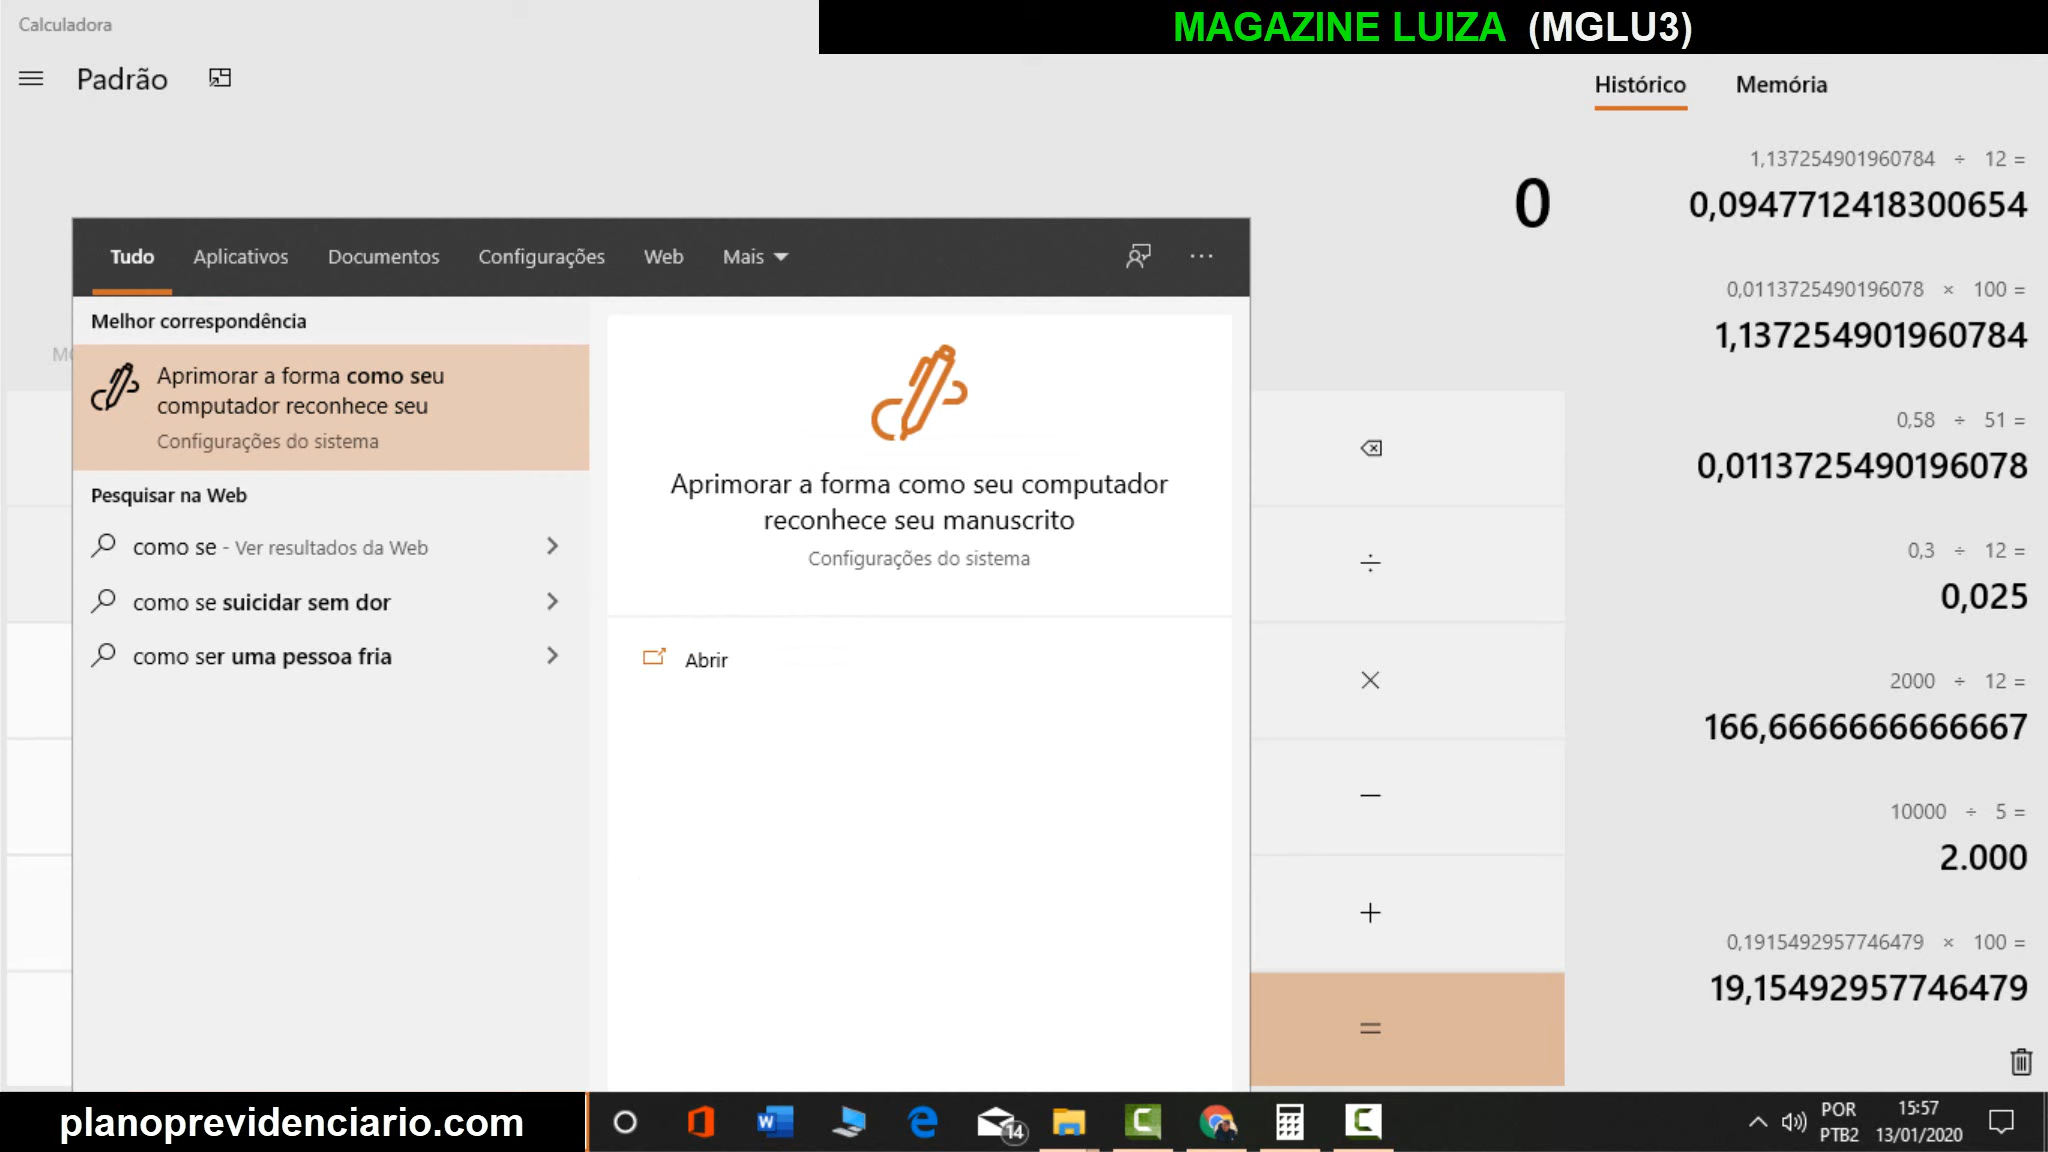 Calculadora
MAGAZINE LUIZA (MGLU3)
Padrão
Histórico Memória
0
1,137254901960784 ÷ 12 =
0,0947712418300654
0,0113725490196078 × 100 =
1,137254901960784
0,58 ÷ 51 =
0,0113725490196078
0,3 ÷ 12 =
0,025
2000 ÷ 12 =
166,6666666666667
10000 ÷ 5 =
2.000
0,1915492957746479 × 100 =
19,15492957746479
Tudo Aplicativos Documentos Configurações Web Mais
Melhor correspondência
Aprimorar a forma como seu
computador reconhece seu
Configurações do sistema
Pesquisar na Web
como se - Ver resultados da Web
como se suicidar sem dor
como ser uma pessoa fria
Aprimorar a forma como seu computador
reconhece seu manuscrito
Configurações do sistema
Abrir
÷
×
−
+
=
planoprevidenciario.com
14
POR
PTB2
15:57
13/01/2020